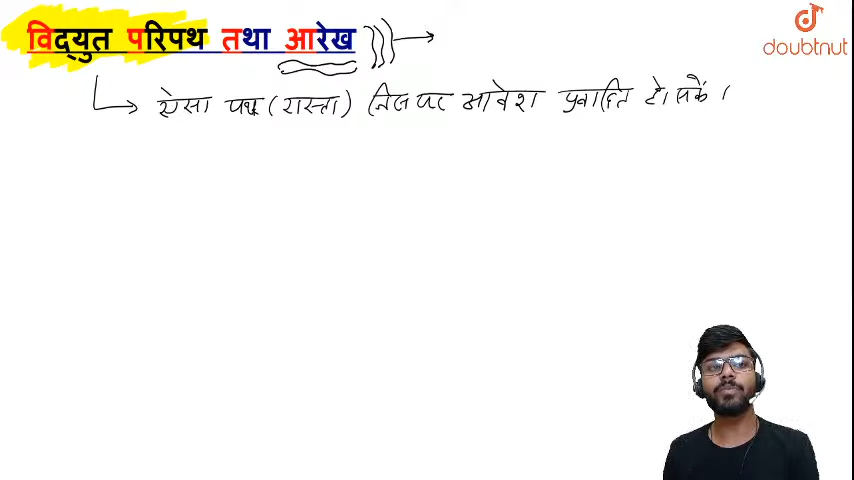 विद्युत परिपथ तथा आरेख
doubtnut
ऐसा पथ (रास्ता) जिस पर आवेश प्रवाहित हो सकें ।